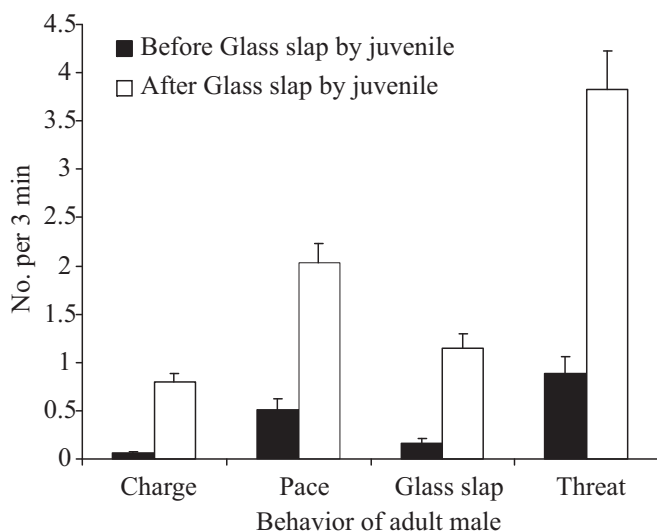 4.5
4
3.5
3
2.5
2
1.5
1
0.5
0
No. per 3 min
Before Glass slap by juvenile
After Glass slap by juvenile
Charge Pace Glass slap Threat
Behavior of adult male